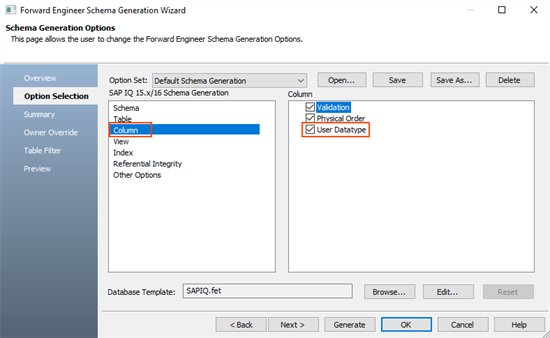 Forward Engineer Schema Generation Wizard
Schema Generation Options
This page allows the user to change the Forward Engineer Schema Generation Options.
Overview
Option Selection
Summary
Owner Override
Table Filter
Preview
Option Set: Default Schema Generation Open... Save Save As... Delete
SAP IQ 15.x/16 Schema Generation
Schema
Table
Column
View
Index
Referential Integrity
Other Options
Column
Validation
Physical Order
User Datatype
Database Template: SAPIQ.fet Browse... Edit... Reset
< Back Next > Generate OK Cancel Help